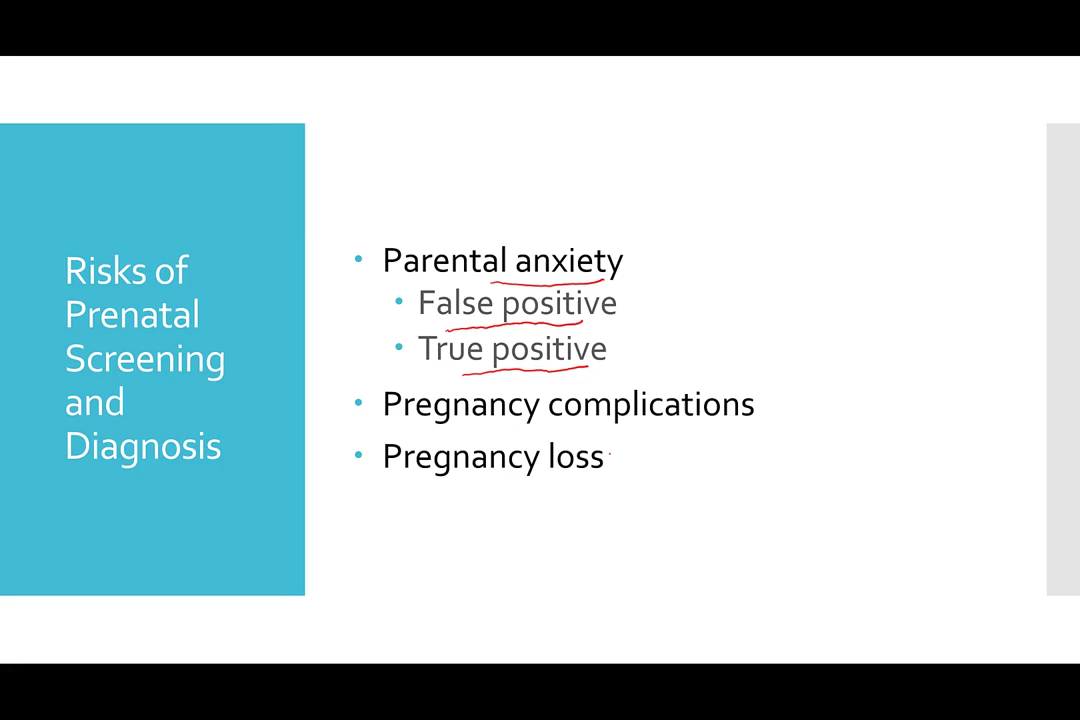 Risks of
Prenatal
Screening
and
Diagnosis
• Parental anxiety
• False positive
• True positive
• Pregnancy complications
• Pregnancy loss